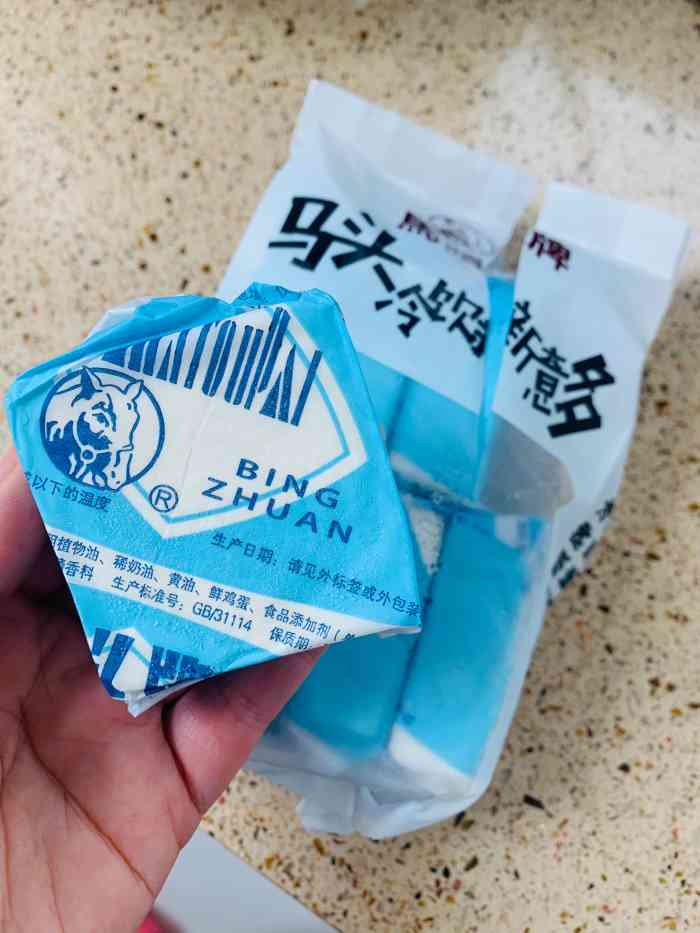 马头
牌
冷饮新意多
BING
ZHUAN
®
以下的温度
生产日期：请见外标签或外包装
植物油、稀奶油、黄油、鲜鸡蛋、食品添加剂（
香料 生产标准号：GB/31114 保质期